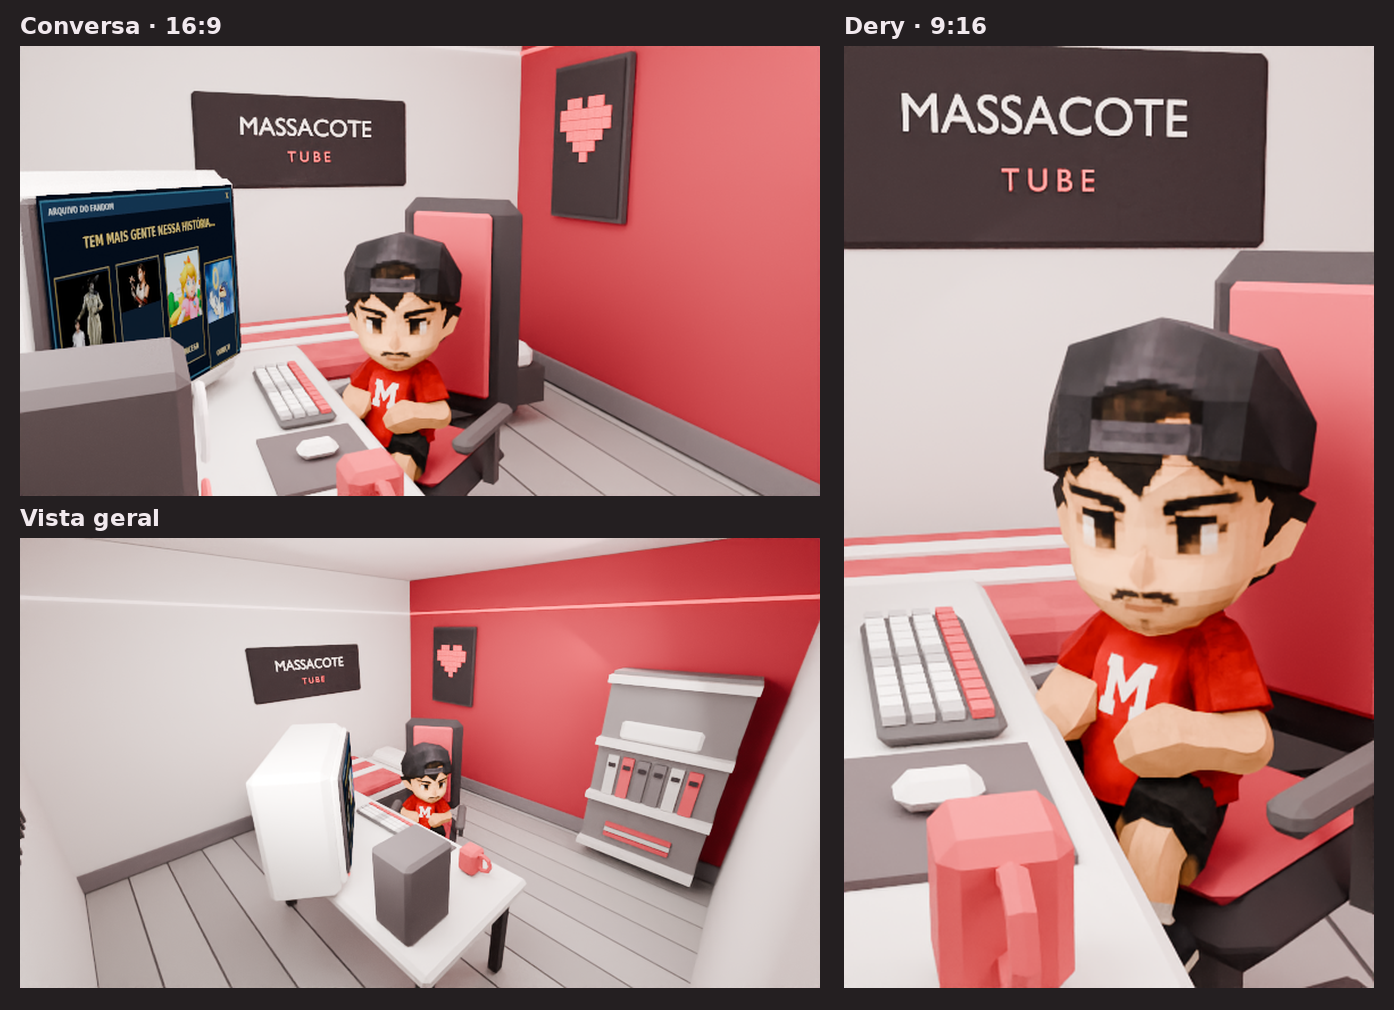 Conversa · 16:9
MASSACOTE
TUBE
ARQUIVO DO FANDOM
X
TEM MAIS GENTE NESSA HISTÓRIA...
M
Vista geral
MASSACOTE
TUBE
M
Dery · 9:16
MASSACOTE
TUBE
M